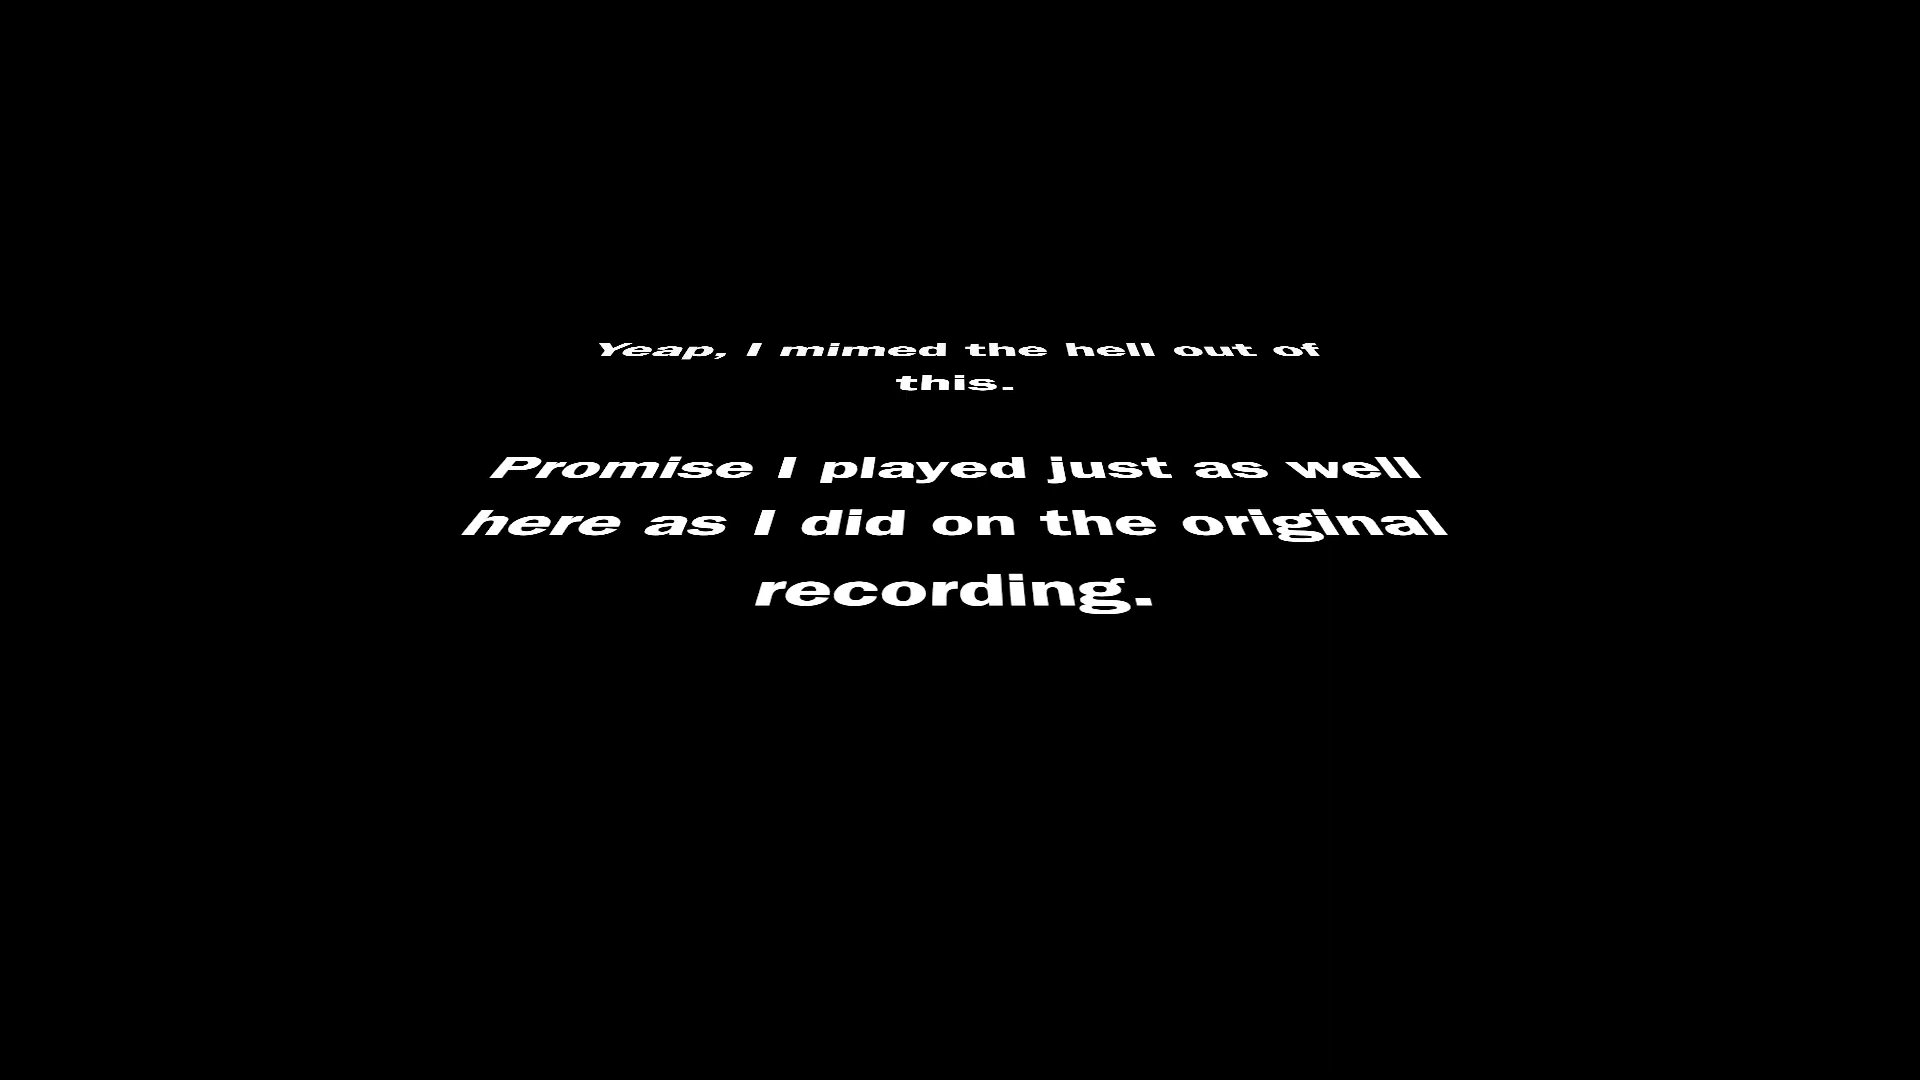 Yeap, I mimed the hell out of
this.
Promise I played just as well
here as I did on the original
recording.